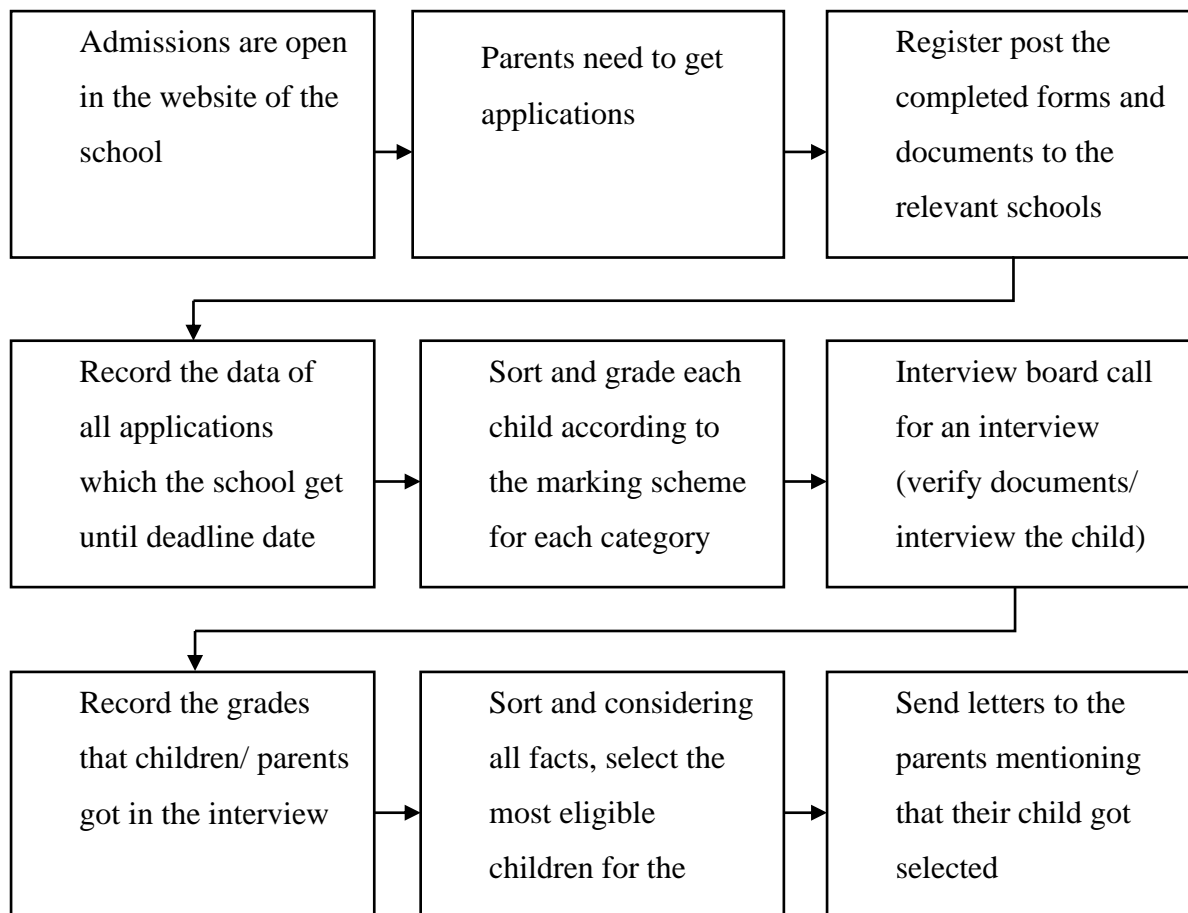 Admissions are open
in the website of the
school
Parents need to get
applications
Register post the
completed forms and
documents to the
relevant schools
Record the data of
all applications
which the school get
until deadline date
Sort and grade each
child according to
the marking scheme
for each category
Interview board call
for an interview
(verify documents/
interview the child)
Record the grades
that children/ parents
got in the interview
Sort and considering
all facts, select the
most eligible
children for the
Send letters to the
parents mentioning
that their child got
selected